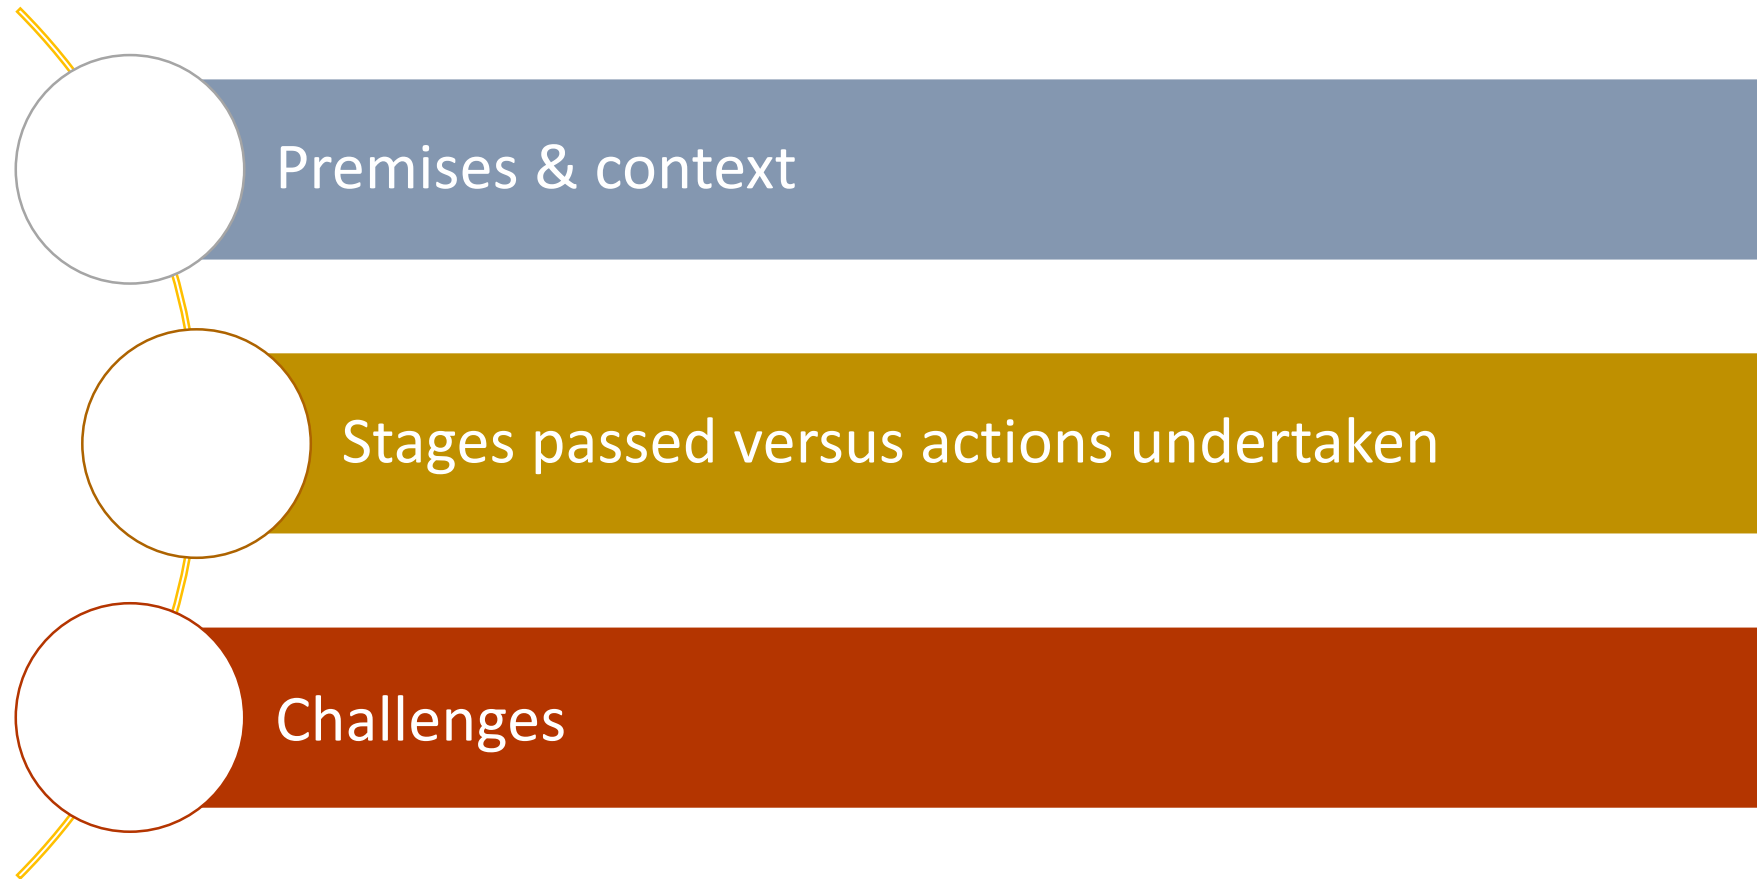 Premises & context
Stages passed versus actions undertaken
Challenges